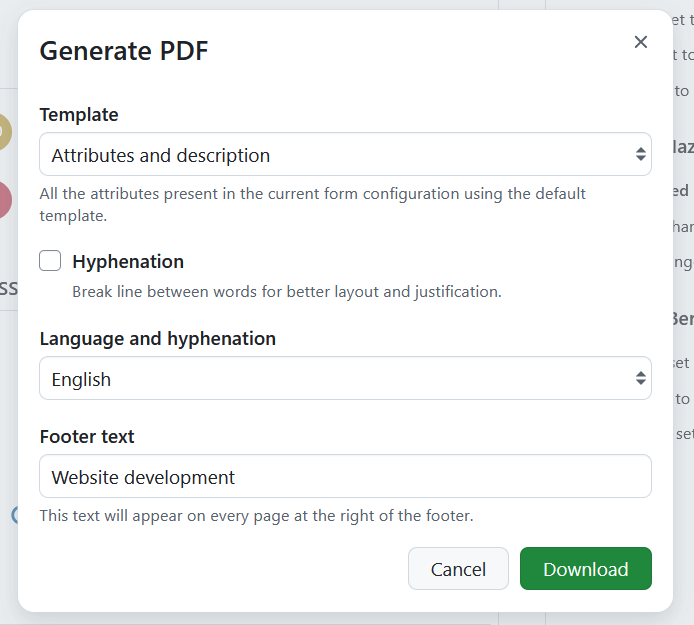 Generate PDF
Template
Attributes and description
All the attributes present in the current form configuration using the default
template.
Hyphenation
Break line between words for better layout and justification.
Language and hyphenation
English
Footer text
Website development
This text will appear on every page at the right of the footer.
Cancel
Download